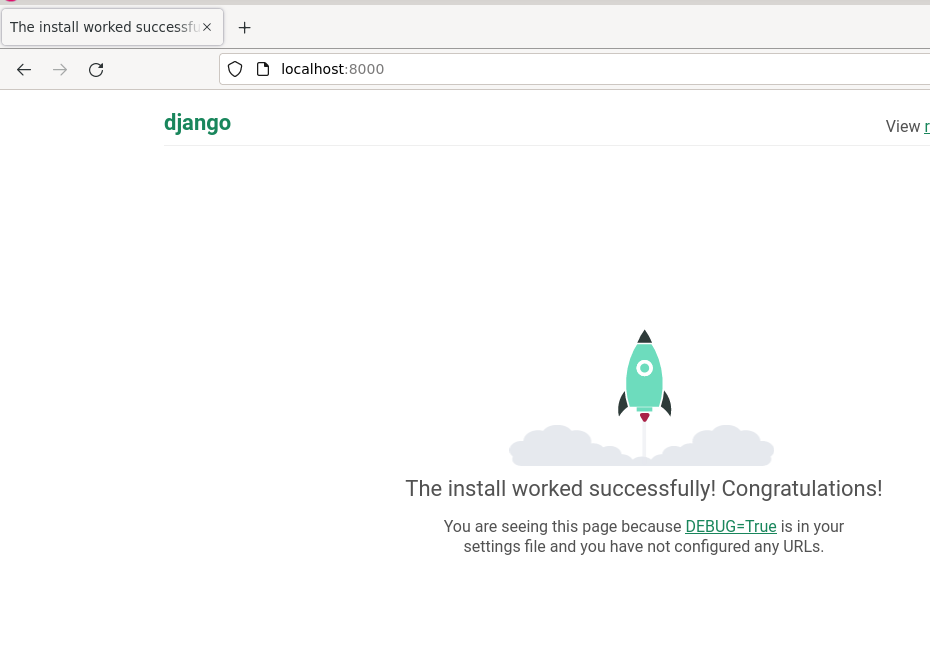 The install worked successfu
localhost:8000
django
View
The install worked successfully! Congratulations!
You are seeing this page because DEBUG=True is in your
settings file and you have not configured any URLs.